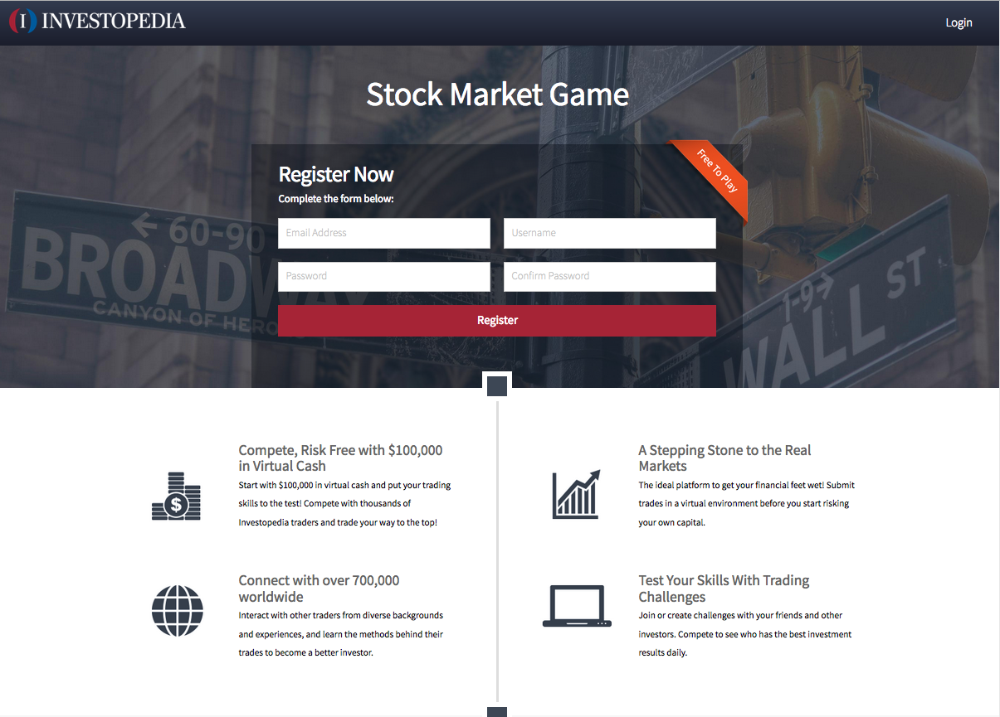 INVESTOPEDIA
Login
Stock Market Game
Free To Play
Register Now
Complete the form below:
Email Address
Username
Password
Confirm Password
Register
60-90
BROADWAY
CANYON OF HERO
1-9
WALL ST
Compete, Risk Free with $100,000
in Virtual Cash
Start with $100,000 in virtual cash and put your trading
skills to the test! Compete with thousands of
Investopedia traders and trade your way to the top!
A Stepping Stone to the Real
Markets
The ideal platform to get your financial feet wet! Submit
trades in a virtual environment before you start risking
your own capital.
Connect with over 700,000
worldwide
Interact with other traders from diverse backgrounds
and experiences, and learn the methods behind their
trades to become a better investor.
Test Your Skills With Trading
Challenges
Join or create challenges with your friends and other
investors. Compete to see who has the best investment
results daily.